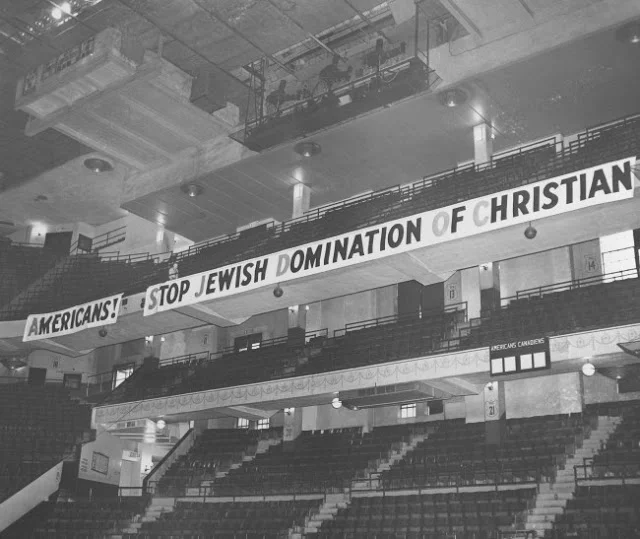 AMERICANS!
STOP JEWISH DOMINATION OF CHRISTIAN
AMERICANS CANADIENS